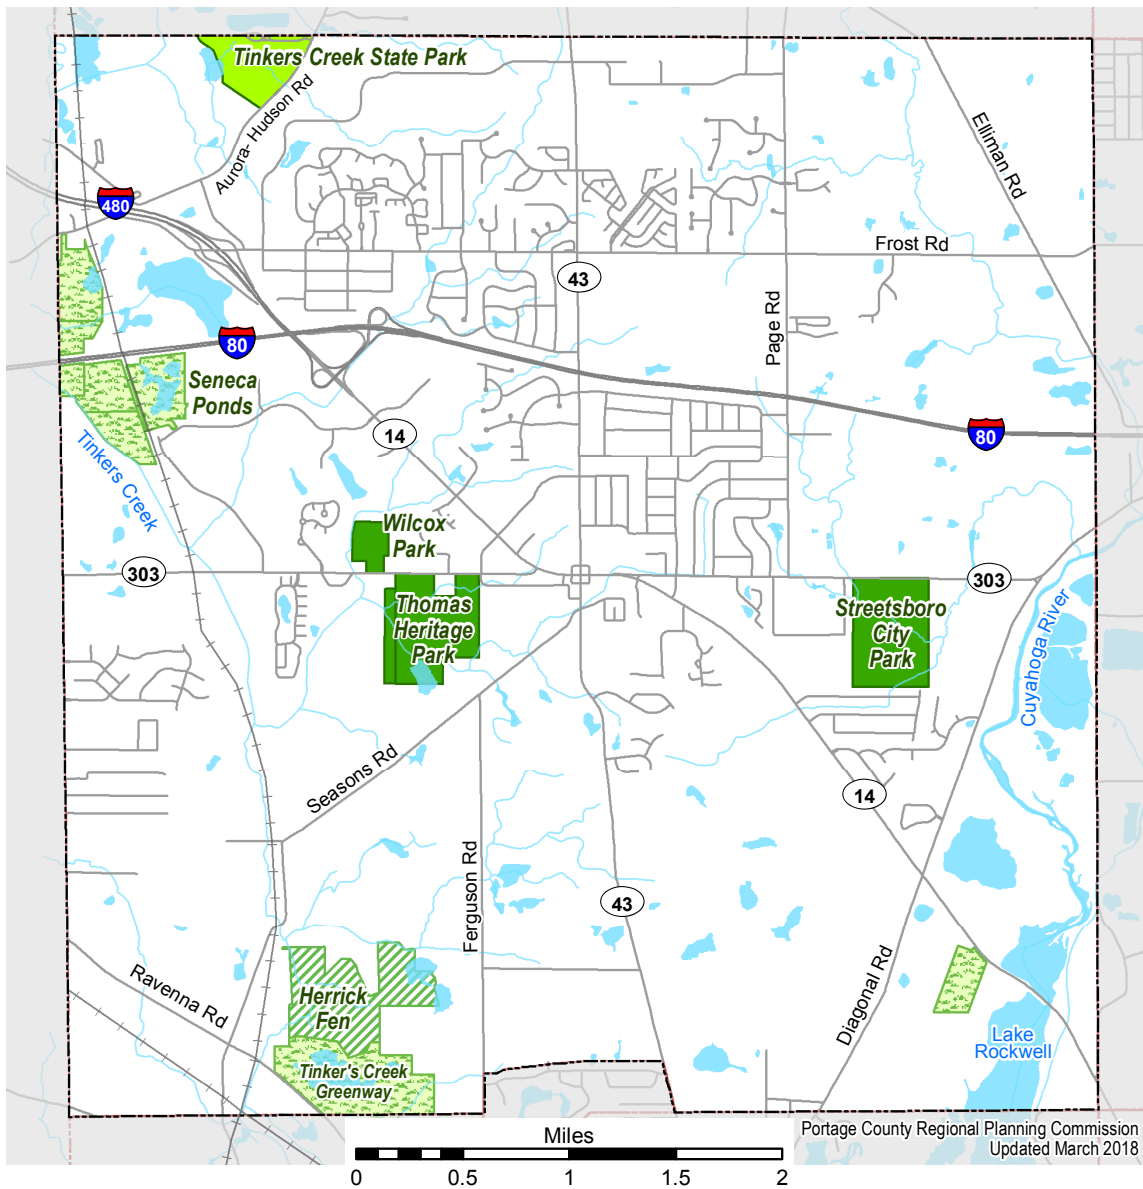 Tinkers Creek State Park
Aurora- Hudson Rd
Elliman Rd
480
Frost Rd
43
Page Rd
80
Seneca
Ponds
14
80
Tinkers Creek
Wilcox
Park
303
303
Thomas
Heritage
Park
Streetsboro
City
Park
Cuyahoga River
Seasons Rd
14
Ferguson Rd
43
Ravenna Rd
Herrick
Fen
Diagonal Rd
Lake
Rockwell
Tinker's Creek
Greenway
Portage County Regional Planning Commission
Updated March 2018
Miles
0 0.5 1 1.5 2